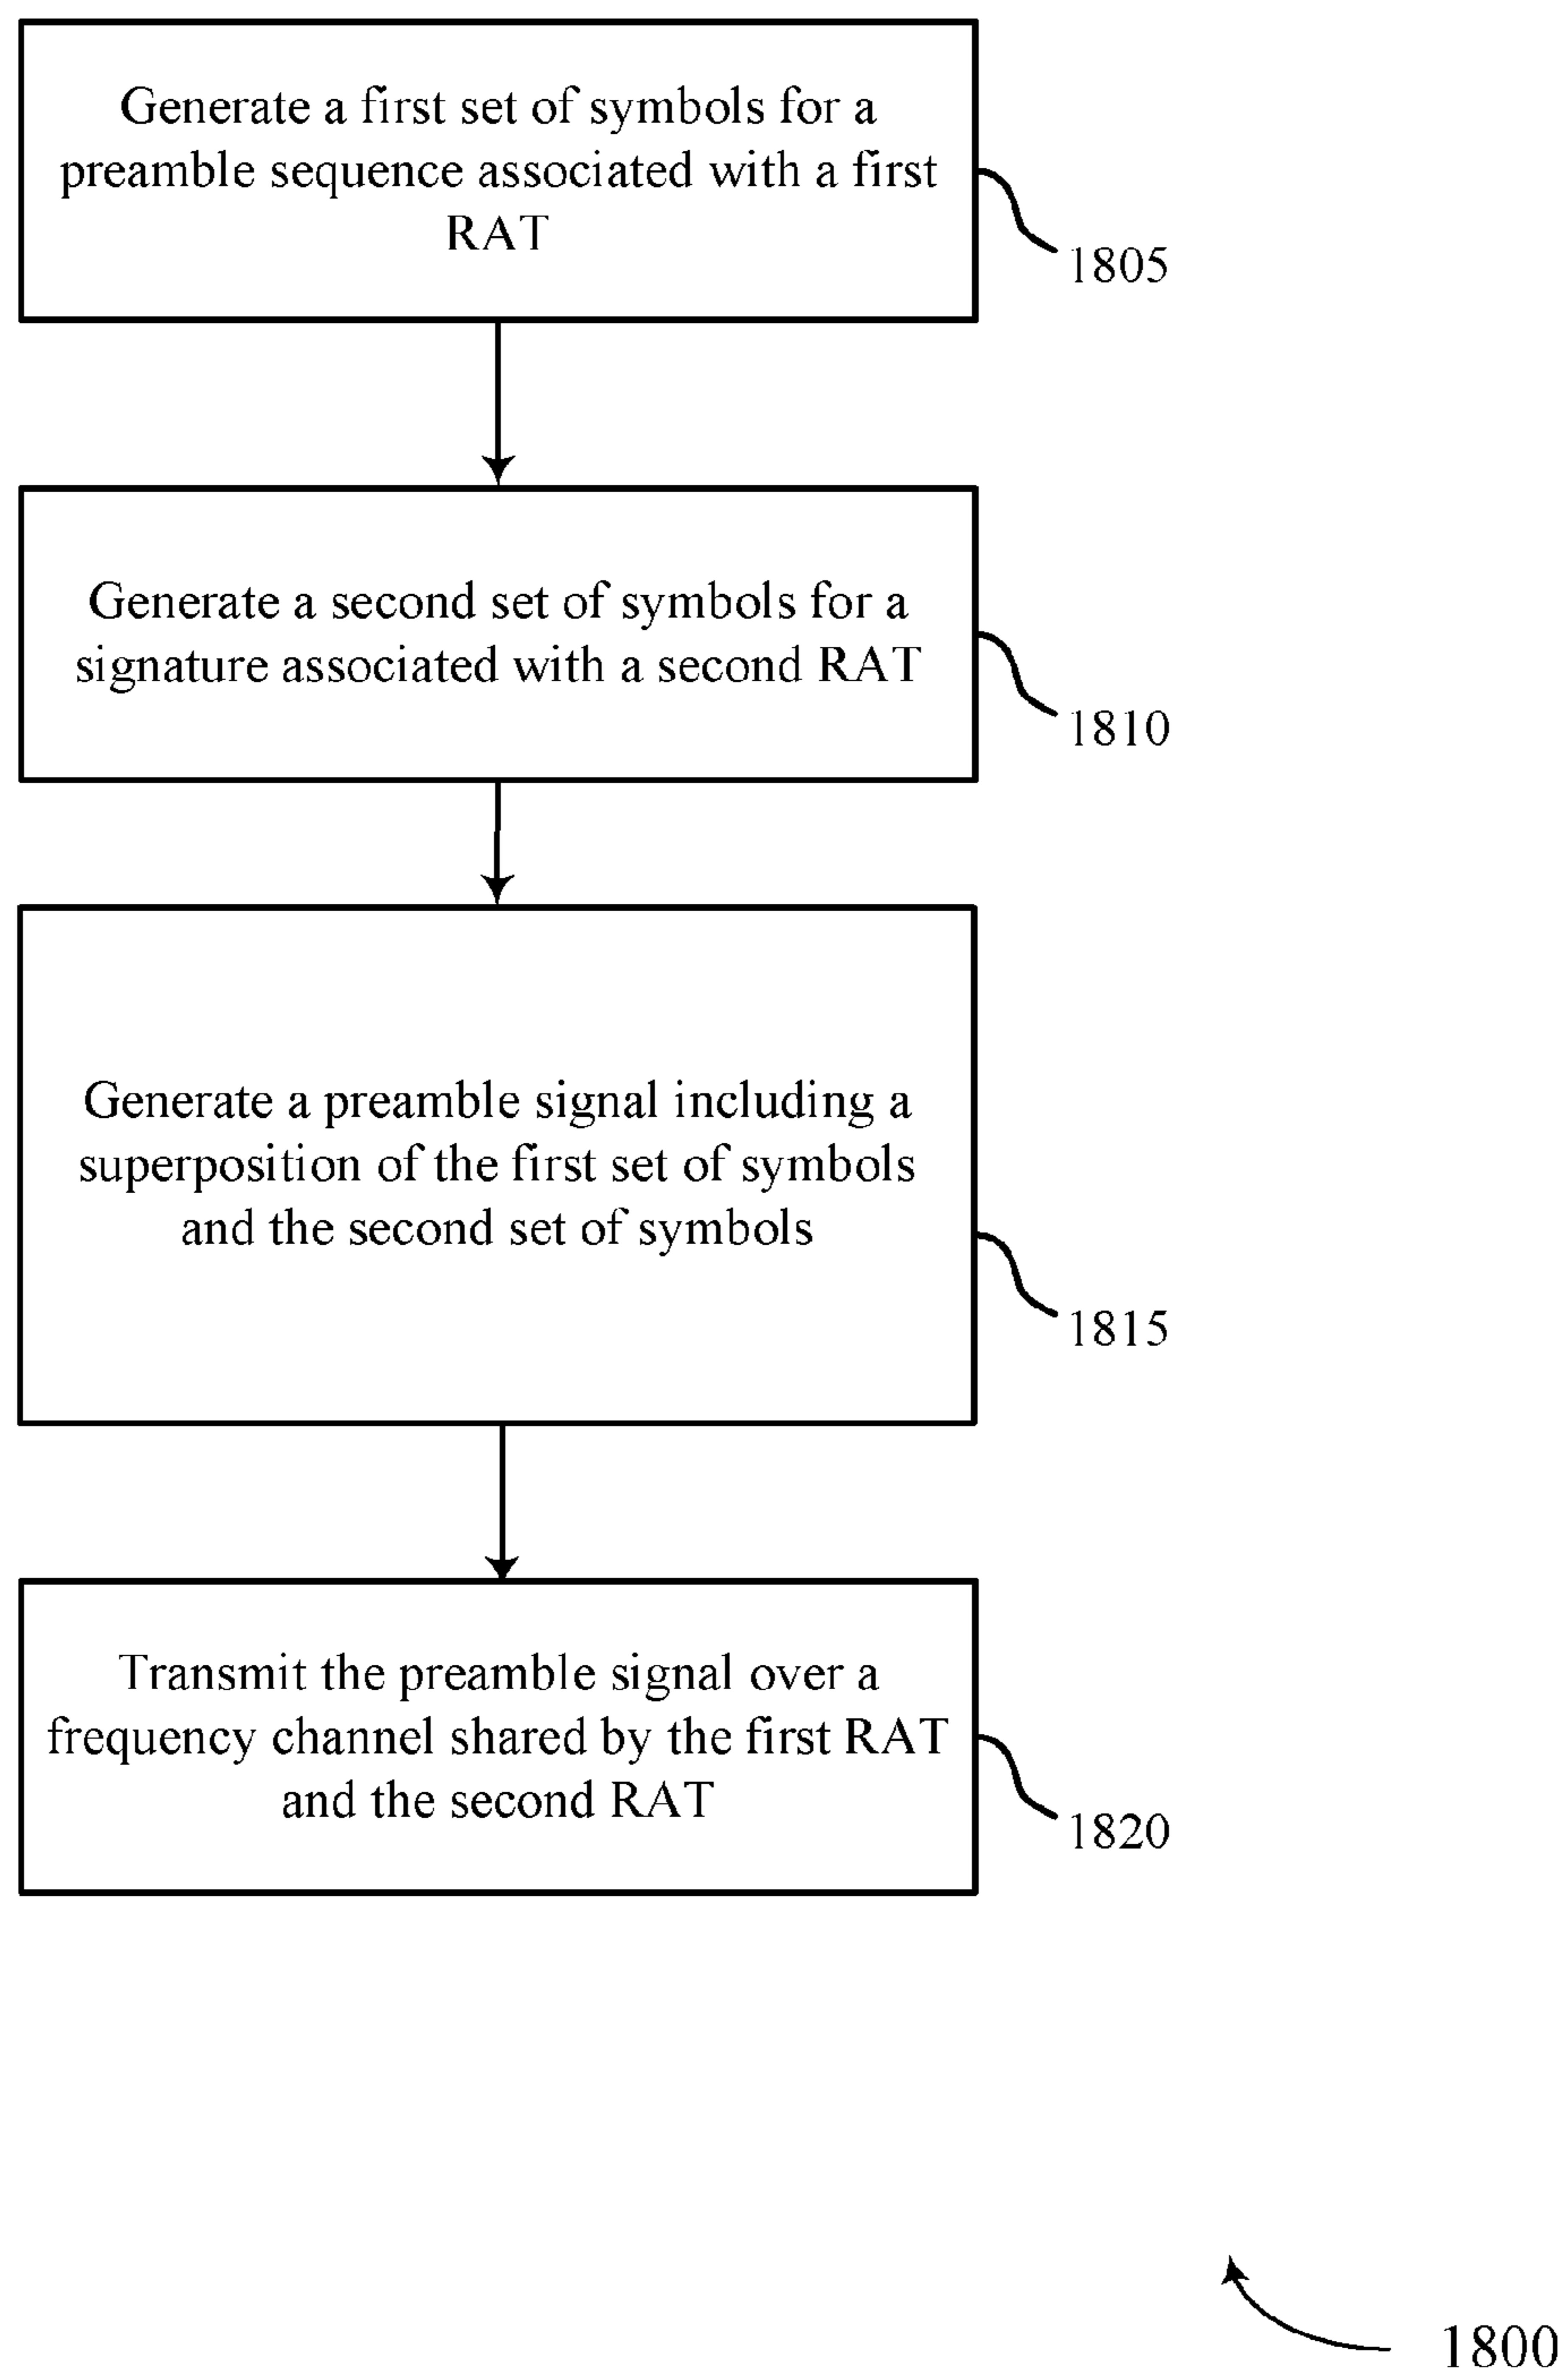 Generate a first set of symbols for a
preamble sequence associated with a first
RAT
1805
Generate a second set of symbols for a
signature associated with a second RAT
1810
Generate a preamble signal including a
superposition of the first set of symbols
and the second set of symbols
1815
Transmit the preamble signal over a
frequency channel shared by the first RAT
and the second RAT
1820
1800